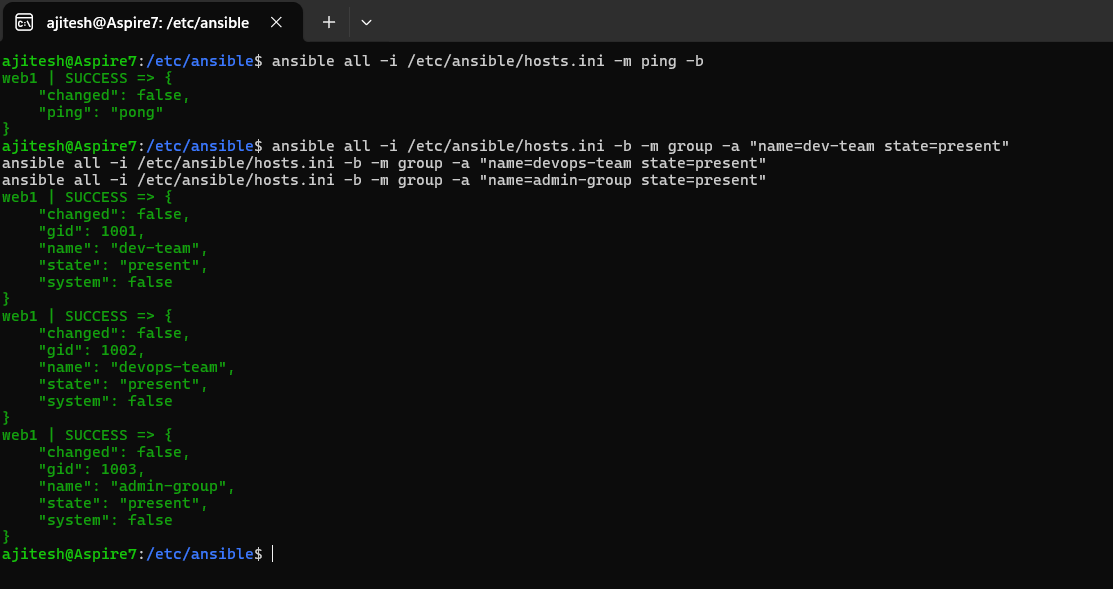 ajitesh@Aspire7: /etc/ansible
ajitesh@Aspire7:/etc/ansible$ ansible all -i /etc/ansible/hosts.ini -m ping -b
web1 | SUCCESS => {
    "changed": false,
    "ping": "pong"
}
ajitesh@Aspire7:/etc/ansible$ ansible all -i /etc/ansible/hosts.ini -b -m group -a "name=dev-team state=present"
ansible all -i /etc/ansible/hosts.ini -b -m group -a "name=devops-team state=present"
ansible all -i /etc/ansible/hosts.ini -b -m group -a "name=admin-group state=present"
web1 | SUCCESS => {
    "changed": false,
    "gid": 1001,
    "name": "dev-team",
    "state": "present",
    "system": false
}
web1 | SUCCESS => {
    "changed": false,
    "gid": 1002,
    "name": "devops-team",
    "state": "present",
    "system": false
}
web1 | SUCCESS => {
    "changed": false,
    "gid": 1003,
    "name": "admin-group",
    "state": "present",
    "system": false
}
ajitesh@Aspire7:/etc/ansible$